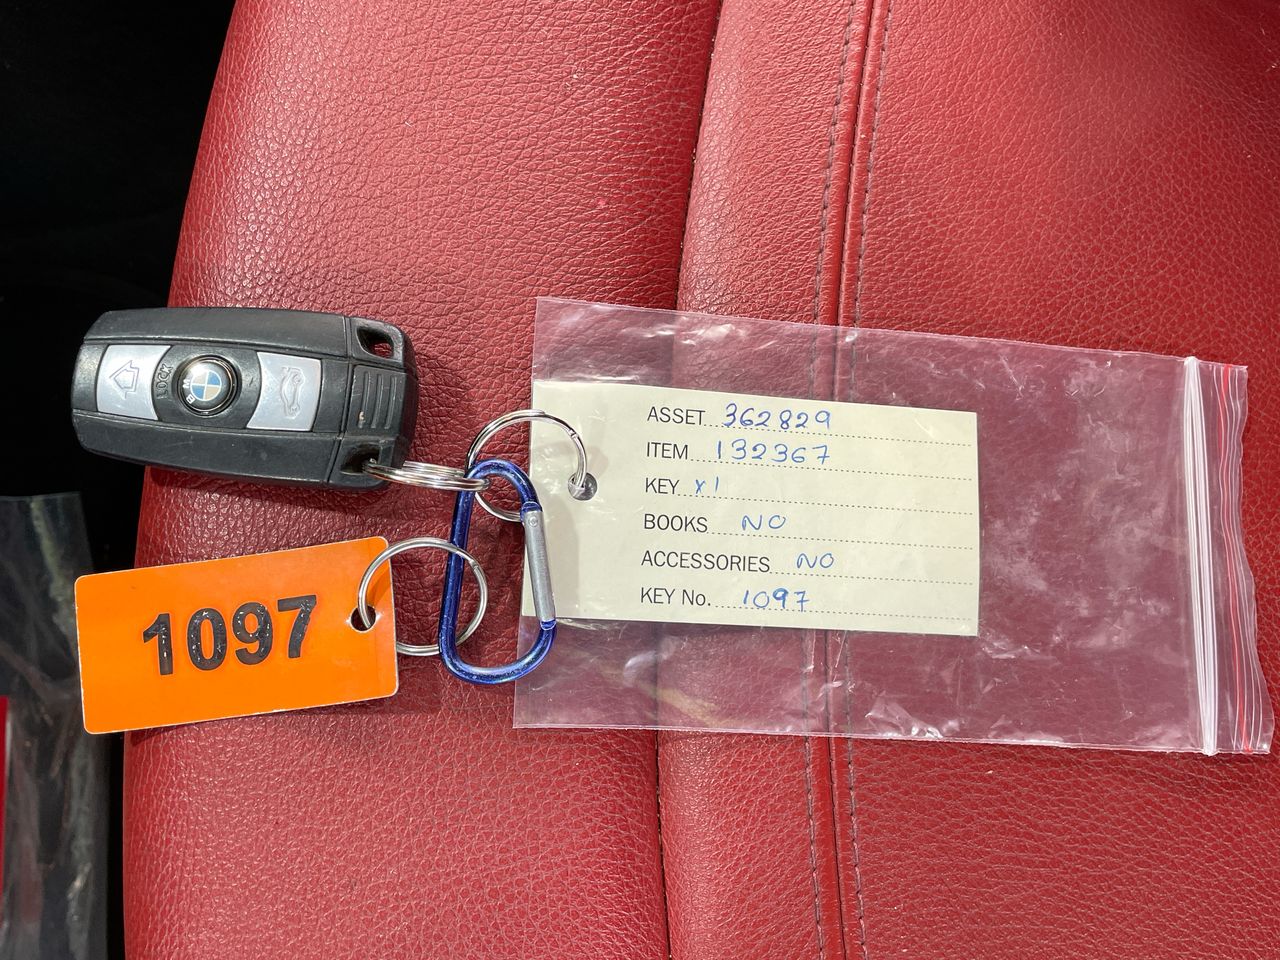 LOCK
BMW
ASSET 362829
ITEM 132367
KEY x1
BOOKS NO
ACCESSORIES NO
KEY No. 1097
1097